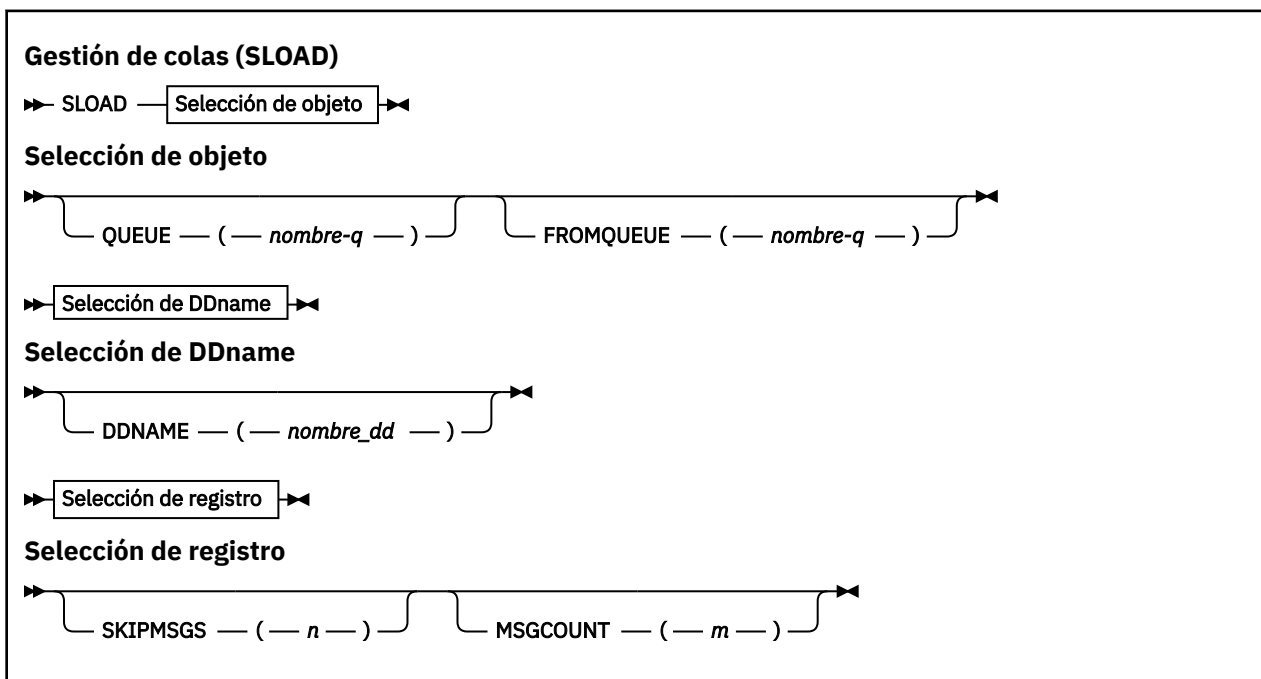 Gestión de colas (SLOAD)
SLOAD Selección de objeto
Selección de objeto
QUEUE ( nombre-q ) FROMQUEUE ( nombre-q )
Selección de DDname
Selección de DDname
DDNAME ( nombre_dd )
Selección de registro
Selección de registro
SKIPMSGS ( n ) MSGCOUNT ( m )